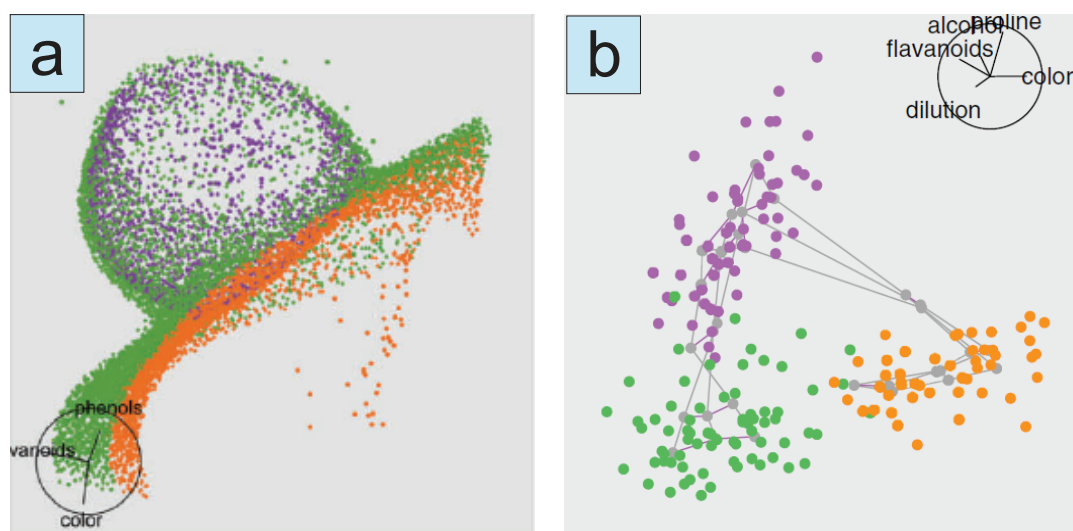 a
phenols
vanoids
color
b
proline
alcohol
flavanoids
color
dilution